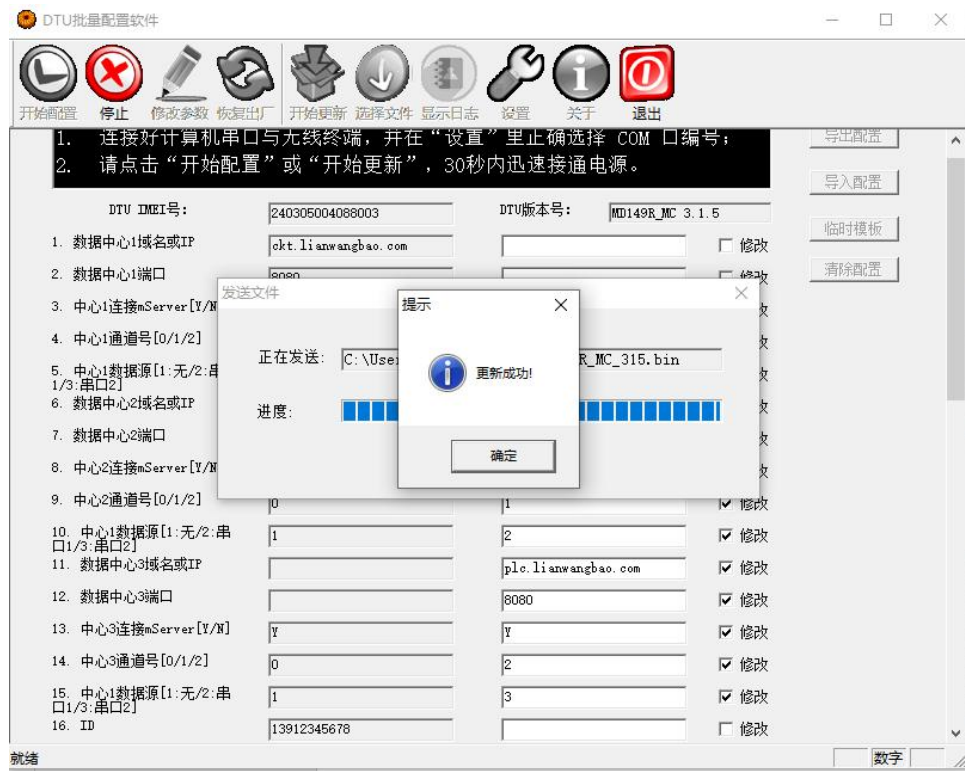 DTU批量配置软件
开始配置 停止 修改参数 恢复出厂 开始更新 选择文件 显示日志 设置 关于 退出
1. 连接好计算机串口与无线终端，并在“设置”里正确选择 COM 口编号；
2. 请点击“开始配置”或“开始更新”，30秒内迅速接通电源。
导出配置
导入配置
临时模板
清除配置
DTU IMEI号： 240305004088003 DTU版本号： MD149R_MC 3.1.5
1. 数据中心1域名或IP ckt.lianwangbao.com 修改
2. 数据中心1端口 8080 修改
3. 中心1连接mServer[Y/N
4. 中心1通道号[0/1/2]
5. 中心1数据源[1:无/2:串
1/3:串口2]
6. 数据中心2域名或IP
7. 数据中心2端口
8. 中心2连接mServer[Y/N
发送文件
正在发送： C:\User R_MC_315.bin
进度：
提示
更新成功!
确定
9. 中心2通道号[0/1/2] 0 1 修改
10. 中心1数据源[1:无/2:串
口1/3:串口2] 1 2 修改
11. 数据中心3域名或IP plc.lianwangbao.com 修改
12. 数据中心3端口 8080 修改
13. 中心3连接mServer[Y/N] Y Y 修改
14. 中心3通道号[0/1/2] 0 2 修改
15. 中心1数据源[1:无/2:串
口1/3:串口2] 1 3 修改
16. ID 13912345678 修改
就绪 数字